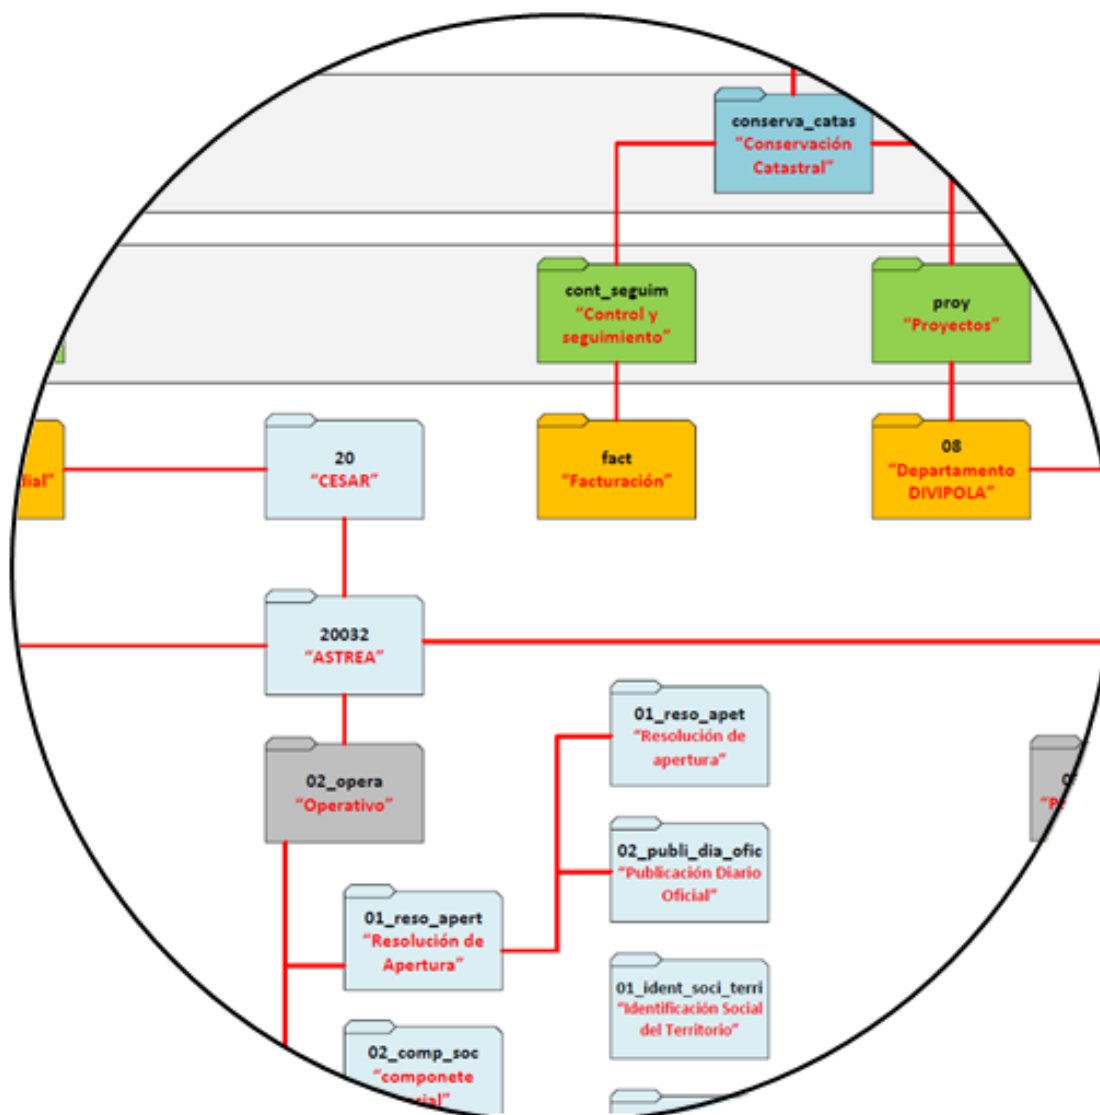 conserva_catas
“Conservación
Catastral”
cont_seguim
“Control y
seguimiento”
proy
“Proyectos”
20
“CESAR”
fact
“Facturación”
08
“Departamento
DIVIPOLA”
20032
“ASTREA”
01_reso_apet
“Resolución de
apertura”
02_opera
“Operativo”
02_publi_dia_ofic
“Publicación Diario
Oficial”
01_reso_apert
“Resolución de
Apertura”
01_ident_soci_terri
“Identificación Social
del Territorio”
02_comp_soc
“componete